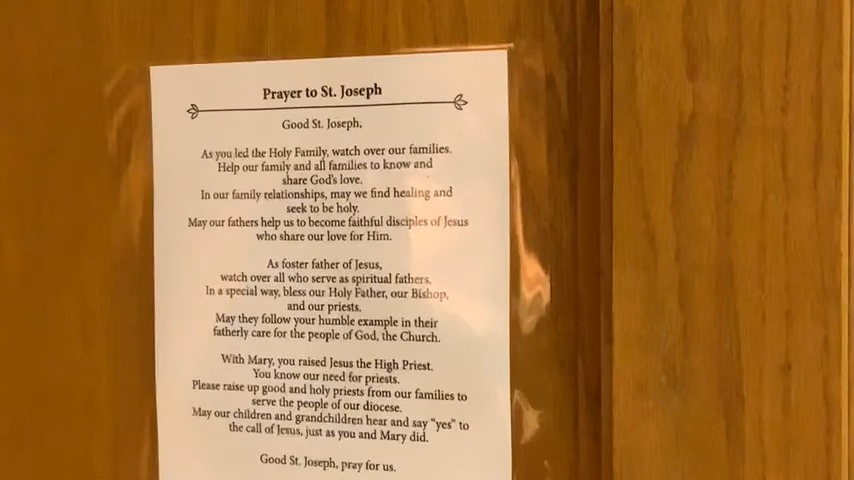 Prayer to St. Joseph
Good St. Joseph,
As you led the Holy Family, watch over our families.
Help our family and all families to know and
share God's love.
In our family relationships, may we find healing and
seek to be holy.
May our fathers help us to become faithful disciples of Jesus
who share our love for Him.
As foster father of Jesus,
watch over all who serve as spiritual fathers.
In a special way, bless our Holy Father, our Bishop,
and our priests.
May they follow your humble example in their
fatherly care for the people of God, the Church.
With Mary, you raised Jesus the High Priest.
You know our need for priests.
Please raise up good and holy priests from our families to
serve the people of our diocese.
May our children and grandchildren hear and say "yes" to
the call of Jesus, just as you and Mary did.
Good St. Joseph, pray for us.